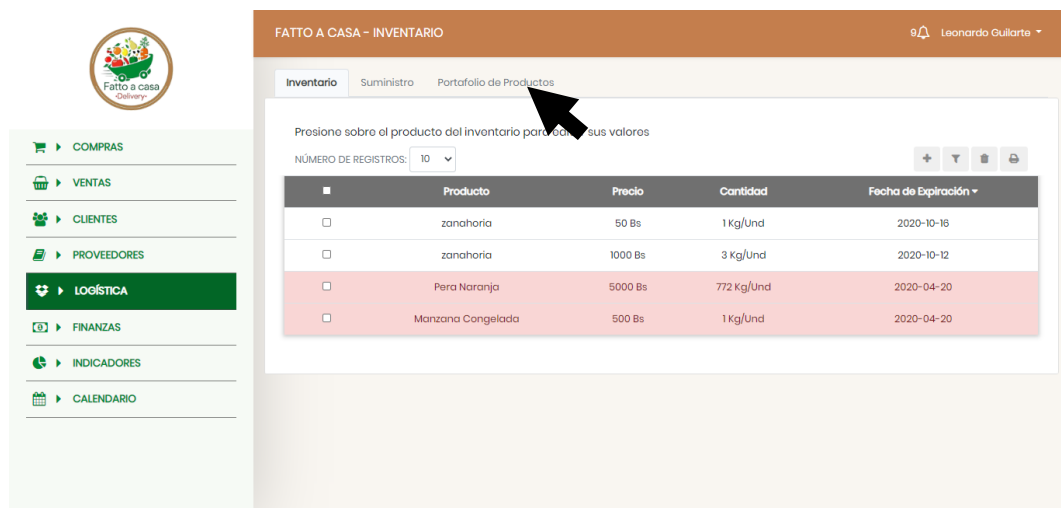 Fatto a casa
-Delivery-
COMPRAS
VENTAS
CLIENTES
PROVEEDORES
LOGÍSTICA
FINANZAS
INDICADORES
CALENDARIO
FATTO A CASA - INVENTARIO
9 Leonardo Guilarte
Inventario Suministro Portafolio de Productos
Presione sobre el producto del inventario para sus valores
NÚMERO DE REGISTROS: 10
Producto Precio Cantidad Fecha de Expiración
zanahoria 50 Bs 1 Kg/Und 2020-10-16
zanahoria 1000 Bs 3 Kg/Und 2020-10-12
Pera Naranja 5000 Bs 772 Kg/Und 2020-04-20
Manzana Congelada 500 Bs 1 Kg/Und 2020-04-20